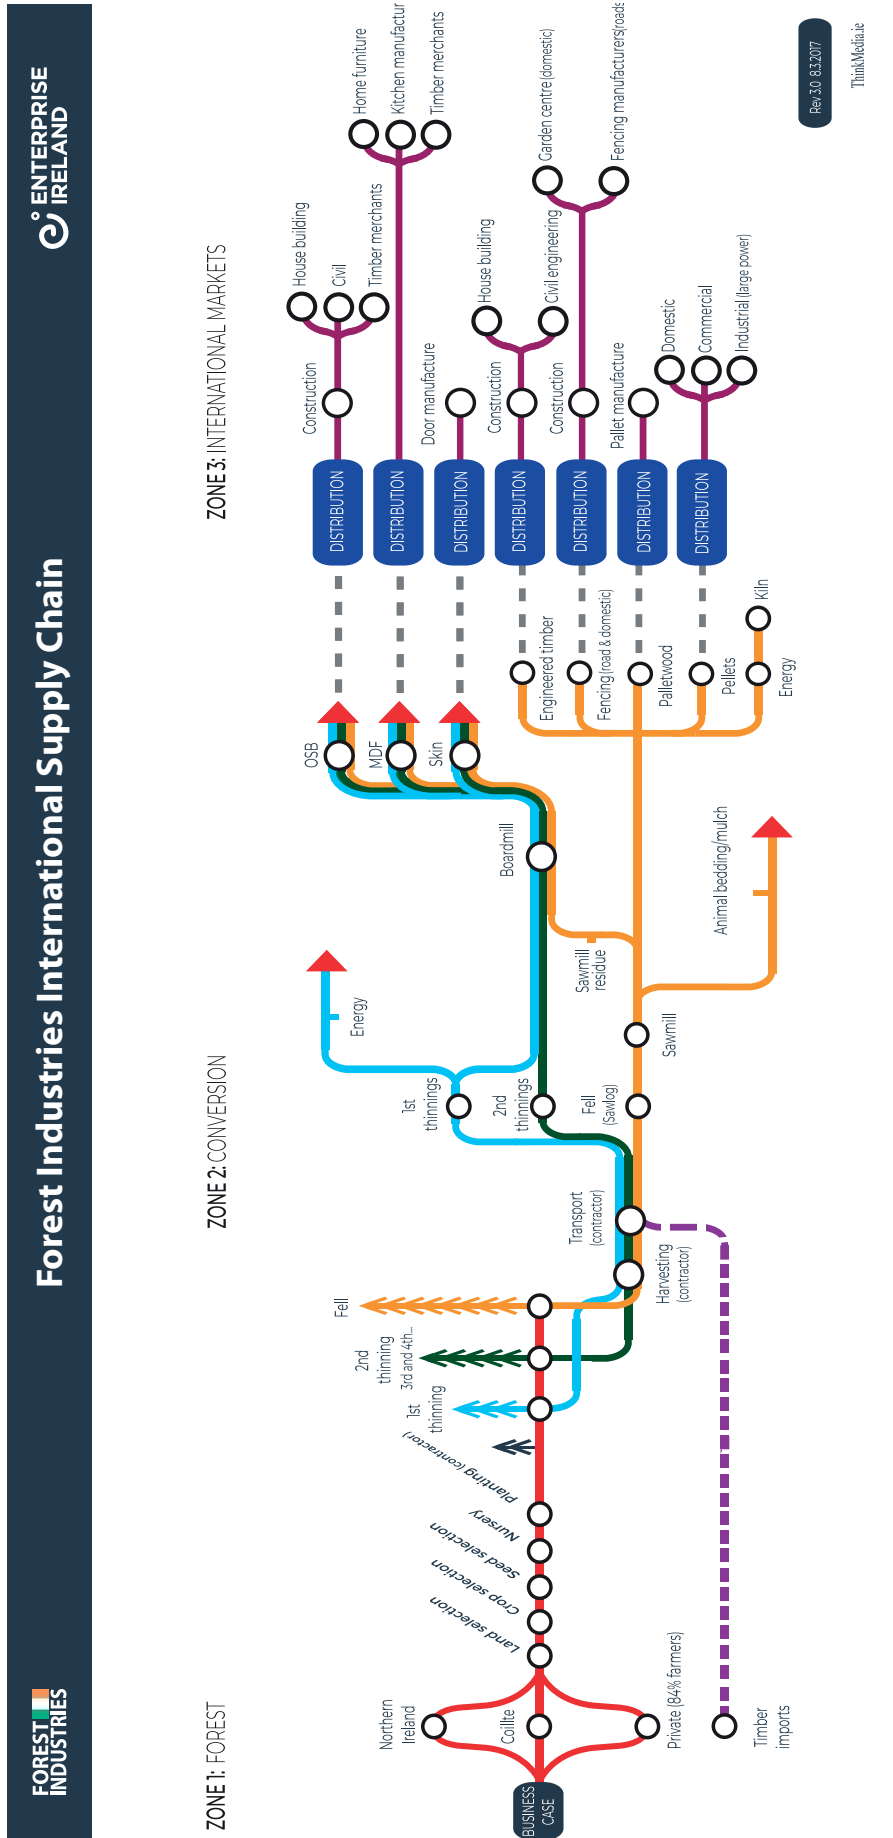 FOREST
INDUSTRIES
Forest Industries International Supply Chain
ENTERPRISE
IRELAND
ZONE 1: FOREST
ZONE 2: CONVERSION
ZONE 3: INTERNATIONAL MARKETS
BUSINESS
CASE
Northern
Ireland
Coillte
Private (84% farmers)
Timber
imports
Land selection
Crop selection
Seed selection
Nursery
Planting (contractor)
1st
thinning
2nd
thinning
3rd and 4th...
Fell
Harvesting
(contractor)
Transport
(contractor)
1st
thinnings
2nd
thinnings
Fell
(Sawlog)
Energy
Sawmill
Sawmill
residue
Animal bedding/mulch
Boardmill
OSB
MDF
Skin
Engineered timber
Fencing (road & domestic)
Palletwood
Pellets
Energy
Kiln
DISTRIBUTION
DISTRIBUTION
DISTRIBUTION
DISTRIBUTION
DISTRIBUTION
DISTRIBUTION
DISTRIBUTION
Construction
House building
Civil
Timber merchants
Home furniture
Kitchen manufactur
Timber merchants
Door manufacture
Construction
House building
Civil engineering
Construction
Garden centre (domestic)
Fencing manufacturers (roads
Pallet manufacture
Domestic
Commercial
Industrial (large power)
Rev 3.0 8.3.2017
ThinkMedia.ie